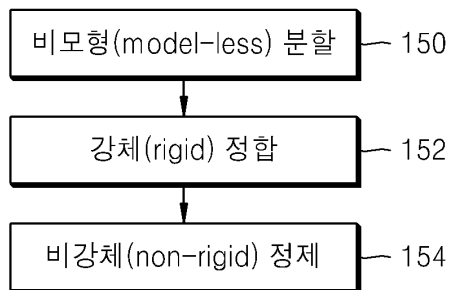 비모형(model-less) 분할 150
강체(rigid) 정합 152
비강체(non-rigid) 정제 154